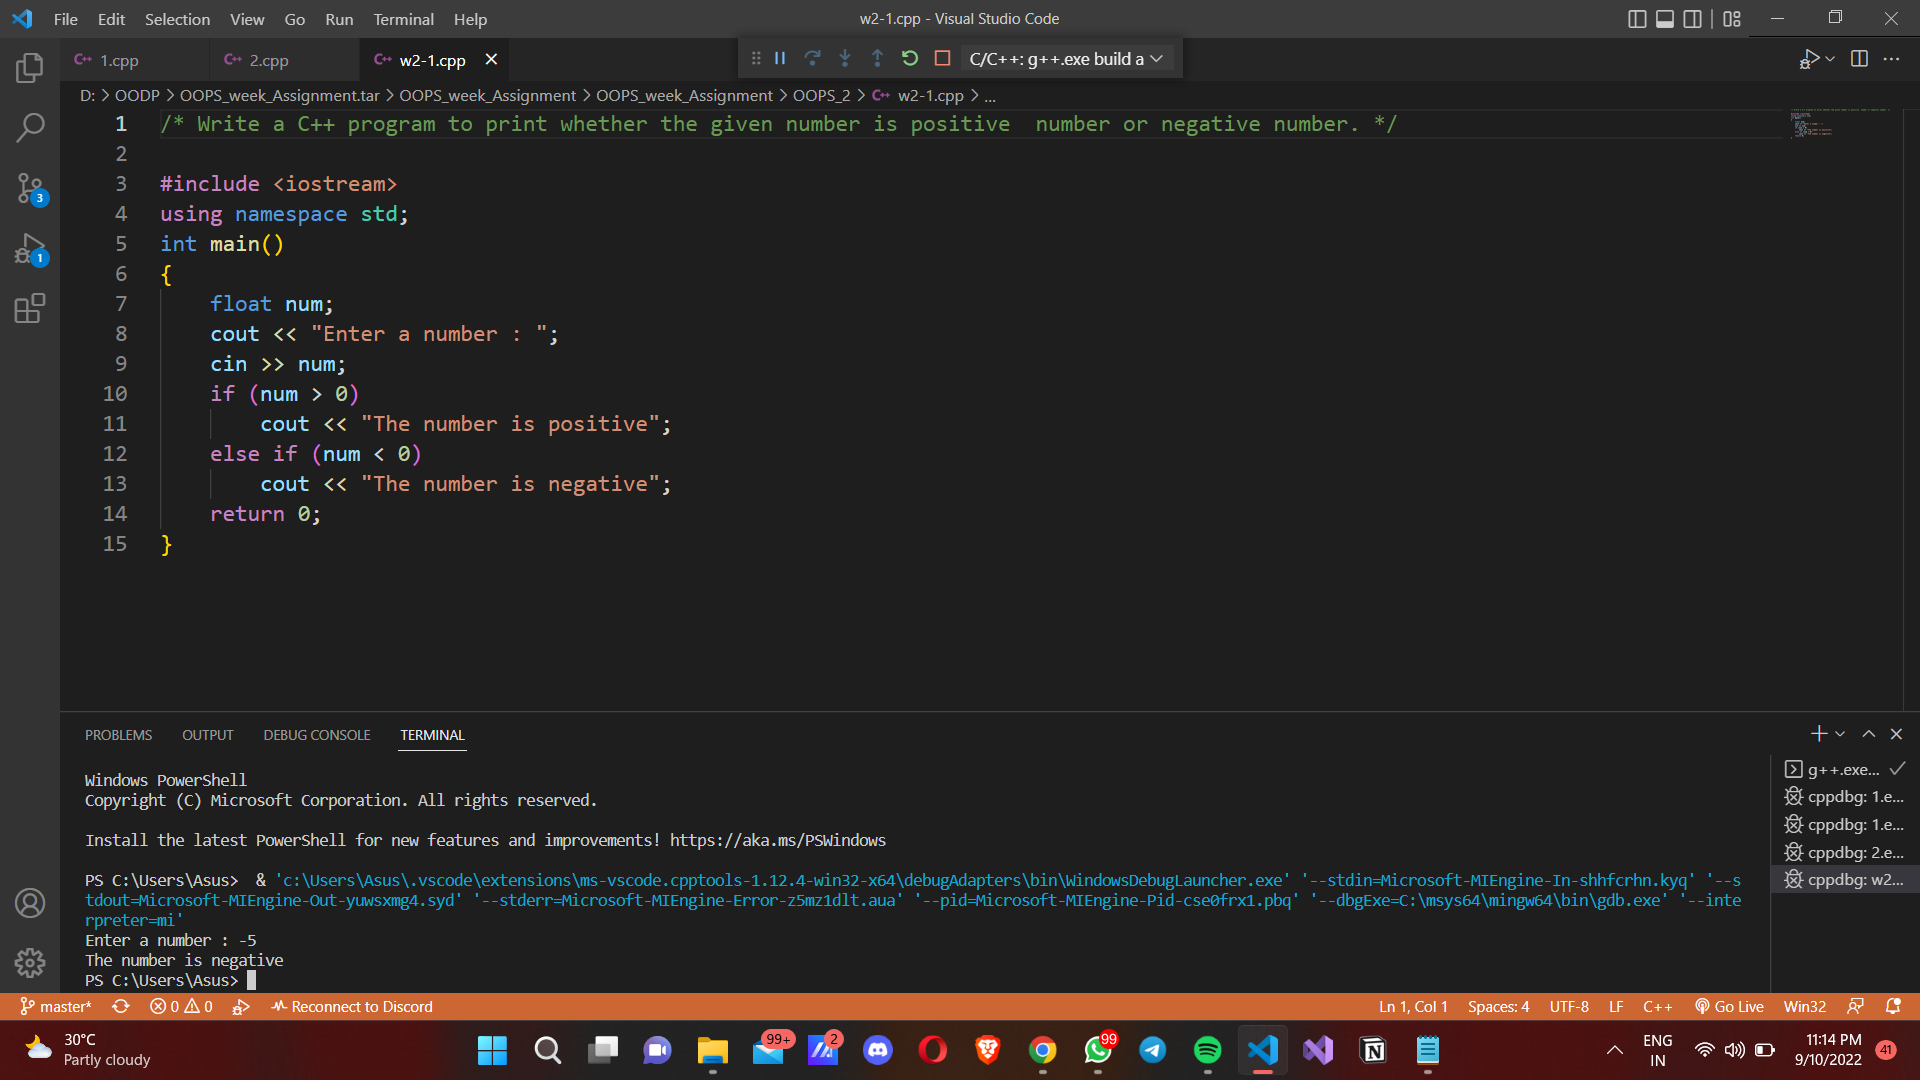 File Edit Selection View Go Run Terminal Help
w2-1.cpp - Visual Studio Code
1.cpp
2.cpp
w2-1.cpp
C/C++: g++.exe build a
D: > OODP > OOPS_week_Assignment.tar > OOPS_week_Assignment > OOPS_week_Assignment > OOPS_2 > w2-1.cpp > ...
1 /* Write a C++ program to print whether the given number is positive  number or negative number. */
2
3 #include <iostream>
4 using namespace std;
5 int main()
6 {
7     float num;
8     cout << "Enter a number : ";
9     cin >> num;
10     if (num > 0)
11         cout << "The number is positive";
12     else if (num < 0)
13         cout << "The number is negative";
14     return 0;
15 }
3
1
PROBLEMS OUTPUT DEBUG CONSOLE TERMINAL
Windows PowerShell
Copyright (C) Microsoft Corporation. All rights reserved.
Install the latest PowerShell for new features and improvements! https://aka.ms/PSWindows
PS C:\Users\Asus>  & 'c:\Users\Asus\.vscode\extensions\ms-vscode.cpptools-1.12.4-win32-x64\debugAdapters\bin\WindowsDebugLauncher.exe' '--stdin=Microsoft-MIEngine-In-shhfcrhn.kyq' '--s
tdout=Microsoft-MIEngine-Out-yuwsxmg4.syd' '--stderr=Microsoft-MIEngine-Error-z5mz1dlt.aua' '--pid=Microsoft-MIEngine-Pid-cse0frx1.pbq' '--dbgExe=C:\msys64\mingw64\bin\gdb.exe' '--inte
rpreter=mi'
Enter a number : -5
The number is negative
PS C:\Users\Asus>
g++.exe...
cppdbg: 1.e...
cppdbg: 1.e...
cppdbg: 2.e...
cppdbg: w2...
master* 0 0 Reconnect to Discord
Ln 1, Col 1 Spaces: 4 UTF-8 LF C++ Go Live Win32
30°C
Partly cloudy
99+
2
99
ENG
IN
11:14 PM
9/10/2022
41